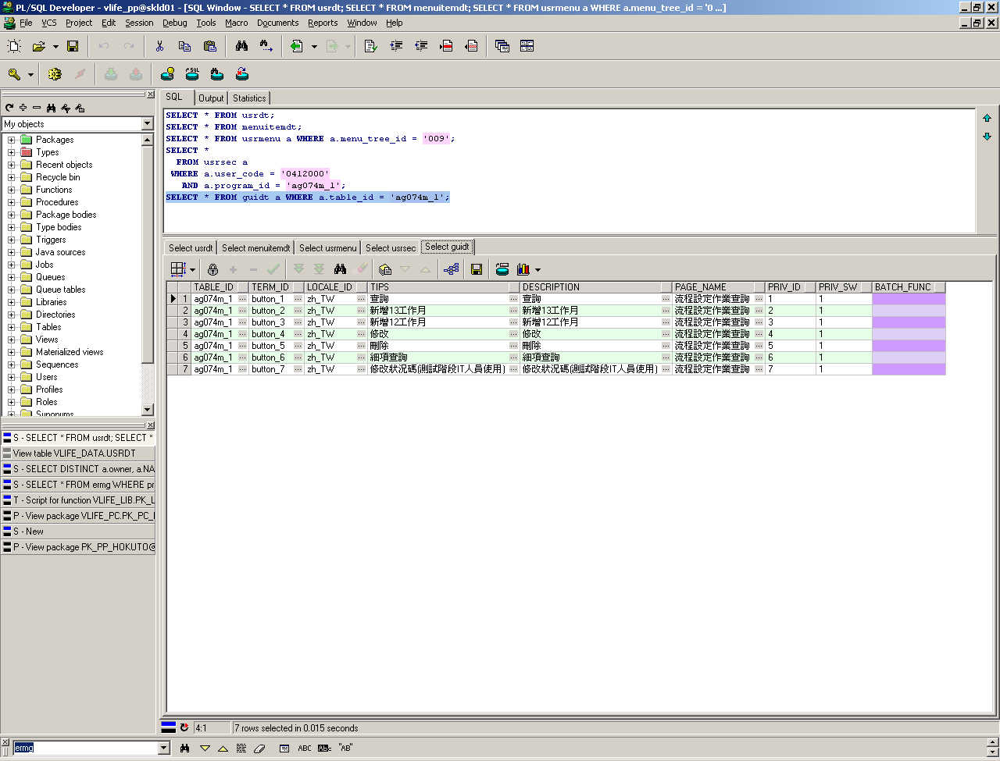 PL/SQL Developer - vlife_pp@skld01 - [SQL Window - SELECT * FROM usrdt; SELECT * FROM menuitemdt; SELECT * FROM usrmenu a WHERE a.menu_tree_id = '0 ...]
File VCS Project Edit Session Debug Tools Macro Documents Reports Window Help
SQL Output Statistics
My objects
Packages
Types
Recent objects
Recycle bin
Functions
Procedures
Package bodies
Type bodies
Triggers
Java sources
Jobs
Queues
Queue tables
Libraries
Directories
Tables
Views
Materialized views
Sequences
Users
Profiles
Roles
Synonyms
SELECT * FROM usrdt;
SELECT * FROM menuitemdt;
SELECT * FROM usrmenu a WHERE a.menu_tree_id = '009';
SELECT *
FROM usrsec a
WHERE a.user_code = '0412000'
AND a.program_id = 'ag074m_1';
SELECT * FROM guidt a WHERE a.table_id = 'ag074m_1';
Select usrdt Select menuitemdt Select usrmenu Select usrsec Select guidt
TABLE_ID TERM_ID LOCALE_ID TIPS DESCRIPTION PAGE_NAME PRIV_ID PRIV_SW BATCH_FUNC
1 ag074m_1 ... button_1 ... zh_TW ... 查詢 ... 查詢 ... 流程設定作業查詢 ... 1 1
2 ag074m_1 ... button_2 ... zh_TW ... 新增13工作月 ... 新增13工作月 ... 流程設定作業查詢 ... 2 1
3 ag074m_1 ... button_3 ... zh_TW ... 新增12工作月 ... 新增12工作月 ... 流程設定作業查詢 ... 3 1
4 ag074m_1 ... button_4 ... zh_TW ... 修改 ... 修改 ... 流程設定作業查詢 ... 4 1
5 ag074m_1 ... button_5 ... zh_TW ... 刪除 ... 刪除 ... 流程設定作業查詢 ... 5 1
6 ag074m_1 ... button_6 ... zh_TW ... 細項查詢 ... 細項查詢 ... 流程設定作業查詢 ... 6 1
7 ag074m_1 ... button_7 ... zh_TW ... 修改狀況碼(測試階段IT人員使用) ... 修改狀況碼(測試階段IT人員使用) ... 流程設定作業查詢 ... 7 1
S - SELECT * FROM usrdt; SELECT *
View table VLIFE_DATA.USRDT
S - SELECT DISTINCT a.owner, a.NA
S - SELECT * FROM ermg WHERE pr
T - Script for function VLIFE_LIB.PK_L
P - View package VLIFE_PC.PK_PC_
S - New
P - View package PK_PP_HOKUTO@
4:1 7 rows selected in 0.015 seconds
ermg ABC ABc "AB"